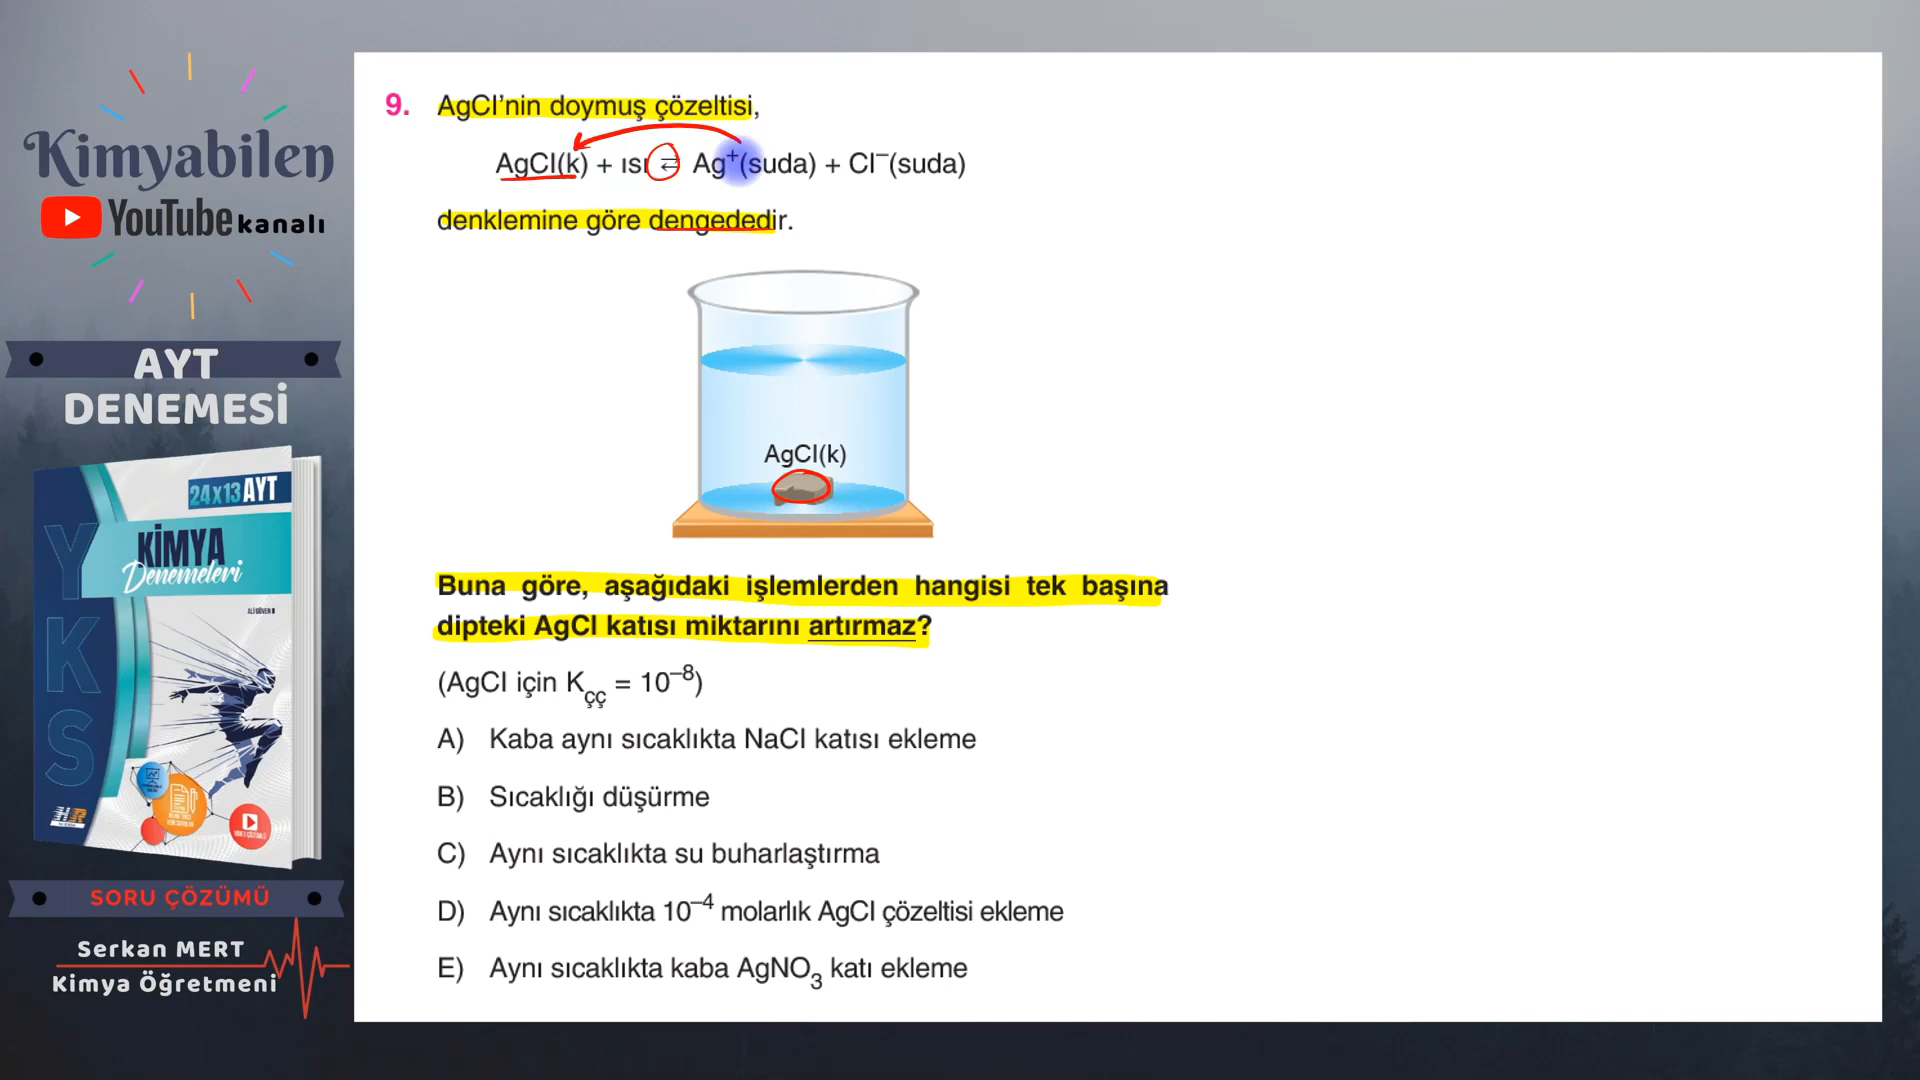 Kimyabilen
YouTube kanalı
AYT
DENEMESİ
24x13 AYT
KİMYA
Denemeleri
YKS
SORU ÇÖZÜMÜ
Serkan MERT
Kimya Öğretmeni
9. AgCl’nin doymuş çözeltisi,
AgCl(k) + ısı ⇄ Ag⁺(suda) + Cl⁻(suda)
denklemine göre dengededir.
AgCl(k)
Buna göre, aşağıdaki işlemlerden hangisi tek başına
dipteki AgCl katısı miktarını artırmaz?
(AgCl için Kçç = 10⁻⁸)
A) Kaba aynı sıcaklıkta NaCl katısı ekleme
B) Sıcaklığı düşürme
C) Aynı sıcaklıkta su buharlaştırma
D) Aynı sıcaklıkta 10⁻⁴ molarlık AgCl çözeltisi ekleme
E) Aynı sıcaklıkta kaba AgNO₃ katı ekleme